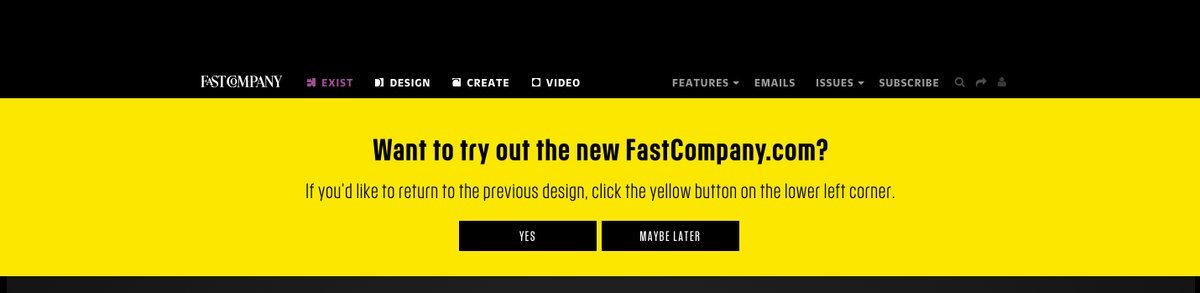 FAST COMPANY EXIST DESIGN CREATE VIDEO FEATURES EMAILS ISSUES SUBSCRIBE
Want to try out the new FastCompany.com?
If you'd like to return to the previous design, click the yellow button on the lower left corner.
YES MAYBE LATER